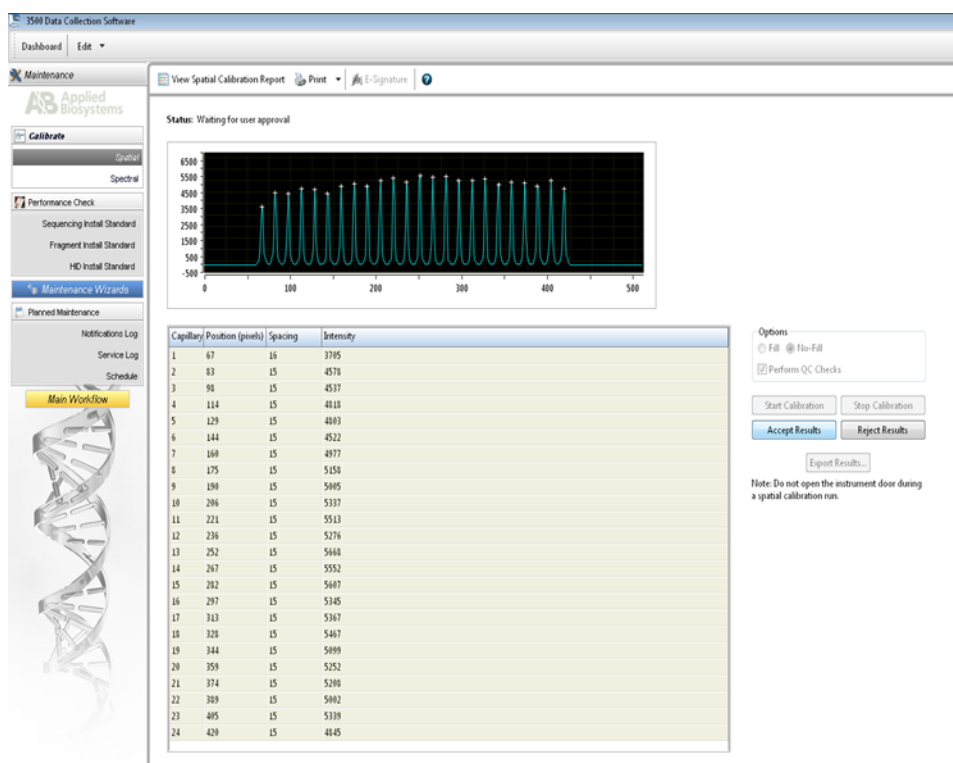 3500 Data Collection Software
Dashboard Edit
Maintenance
View Spatial Calibration Report Print E-Signature
AB Applied Biosystems
Status: Waiting for user approval
Calibrate
Spatial
Spectral
Performance Check
Sequencing Install Standard
Fragment Install Standard
HID Install Standard
Maintenance Wizards
Planned Maintenance
Notifications Log
Service Log
Schedule
Main Workflow
6500
5500
4500
3500
2500
1500
500
-500
0 100 200 300 400 500
Capillary Position (pixels) Spacing Intensity
1 67 16 3705
2 83 15 4578
3 98 15 4537
4 114 15 4818
5 129 15 4803
6 144 15 4522
7 160 15 4977
8 175 15 5158
9 190 15 5005
10 206 15 5337
11 221 15 5513
12 236 15 5276
13 252 15 5668
14 267 15 5552
15 282 15 5607
16 297 15 5345
17 313 15 5367
18 328 15 5467
19 344 15 5099
20 359 15 5252
21 374 15 5208
22 389 15 5002
23 405 15 5339
24 420 15 4845
Options
Fill No-Fill
Perform QC Checks
Start Calibration Stop Calibration
Accept Results Reject Results
Export Results...
Note: Do not open the instrument door during
a spatial calibration run.